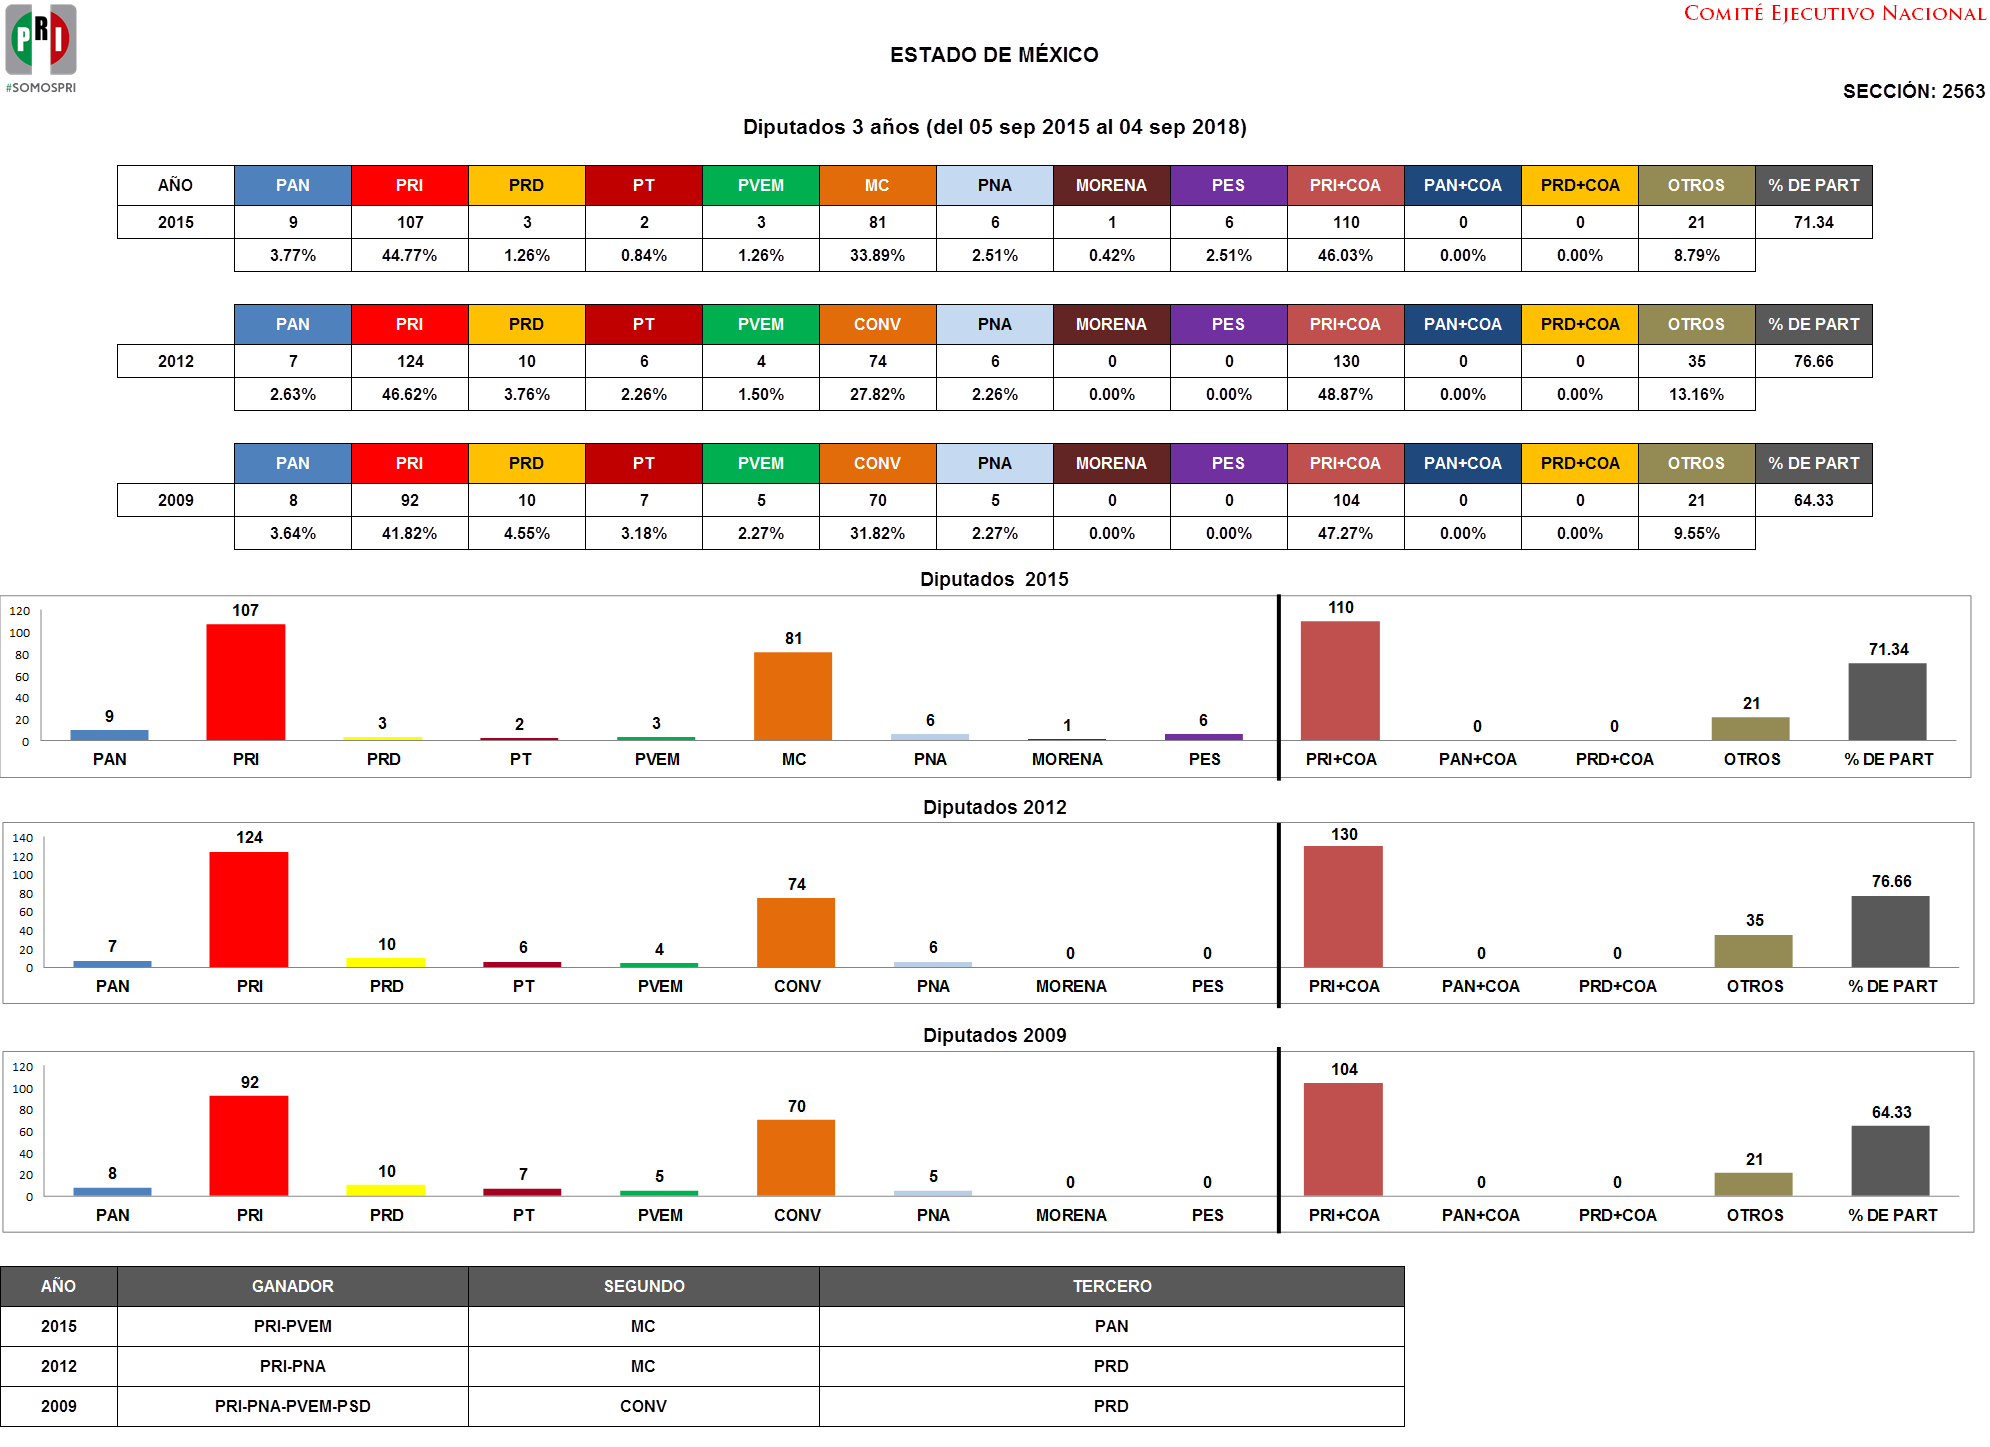 PRI
#SOMOSPRI
COMITÉ EJECUTIVO NACIONAL
ESTADO DE MÉXICO
SECCIÓN: 2563
Diputados 3 años (del 05 sep 2015 al 04 sep 2018)
AÑO PAN PRI PRD PT PVEM MC PNA MORENA PES PRI+COA PAN+COA PRD+COA OTROS % DE PART
2015 9 107 3 2 3 81 6 1 6 110 0 0 21 71.34
3.77% 44.77% 1.26% 0.84% 1.26% 33.89% 2.51% 0.42% 2.51% 46.03% 0.00% 0.00% 8.79%
PAN PRI PRD PT PVEM CONV PNA MORENA PES PRI+COA PAN+COA PRD+COA OTROS % DE PART
2012 7 124 10 6 4 74 6 0 0 130 0 0 35 76.66
2.63% 46.62% 3.76% 2.26% 1.50% 27.82% 2.26% 0.00% 0.00% 48.87% 0.00% 0.00% 13.16%
PAN PRI PRD PT PVEM CONV PNA MORENA PES PRI+COA PAN+COA PRD+COA OTROS % DE PART
2009 8 92 10 7 5 70 5 0 0 104 0 0 21 64.33
3.64% 41.82% 4.55% 3.18% 2.27% 31.82% 2.27% 0.00% 0.00% 47.27% 0.00% 0.00% 9.55%
Diputados 2015
120
100
80
60
40
20
0
9 107 3 2 3 81 6 1 6 110 0 0 21 71.34
PAN PRI PRD PT PVEM MC PNA MORENA PES PRI+COA PAN+COA PRD+COA OTROS % DE PART
Diputados 2012
140
120
100
80
60
40
20
0
7 124 10 6 4 74 6 0 0 130 0 0 35 76.66
PAN PRI PRD PT PVEM CONV PNA MORENA PES PRI+COA PAN+COA PRD+COA OTROS % DE PART
Diputados 2009
120
100
80
60
40
20
0
8 92 10 7 5 70 5 0 0 104 0 0 21 64.33
PAN PRI PRD PT PVEM CONV PNA MORENA PES PRI+COA PAN+COA PRD+COA OTROS % DE PART
AÑO GANADOR SEGUNDO TERCERO
2015 PRI-PVEM MC PAN
2012 PRI-PNA MC PRD
2009 PRI-PNA-PVEM-PSD CONV PRD